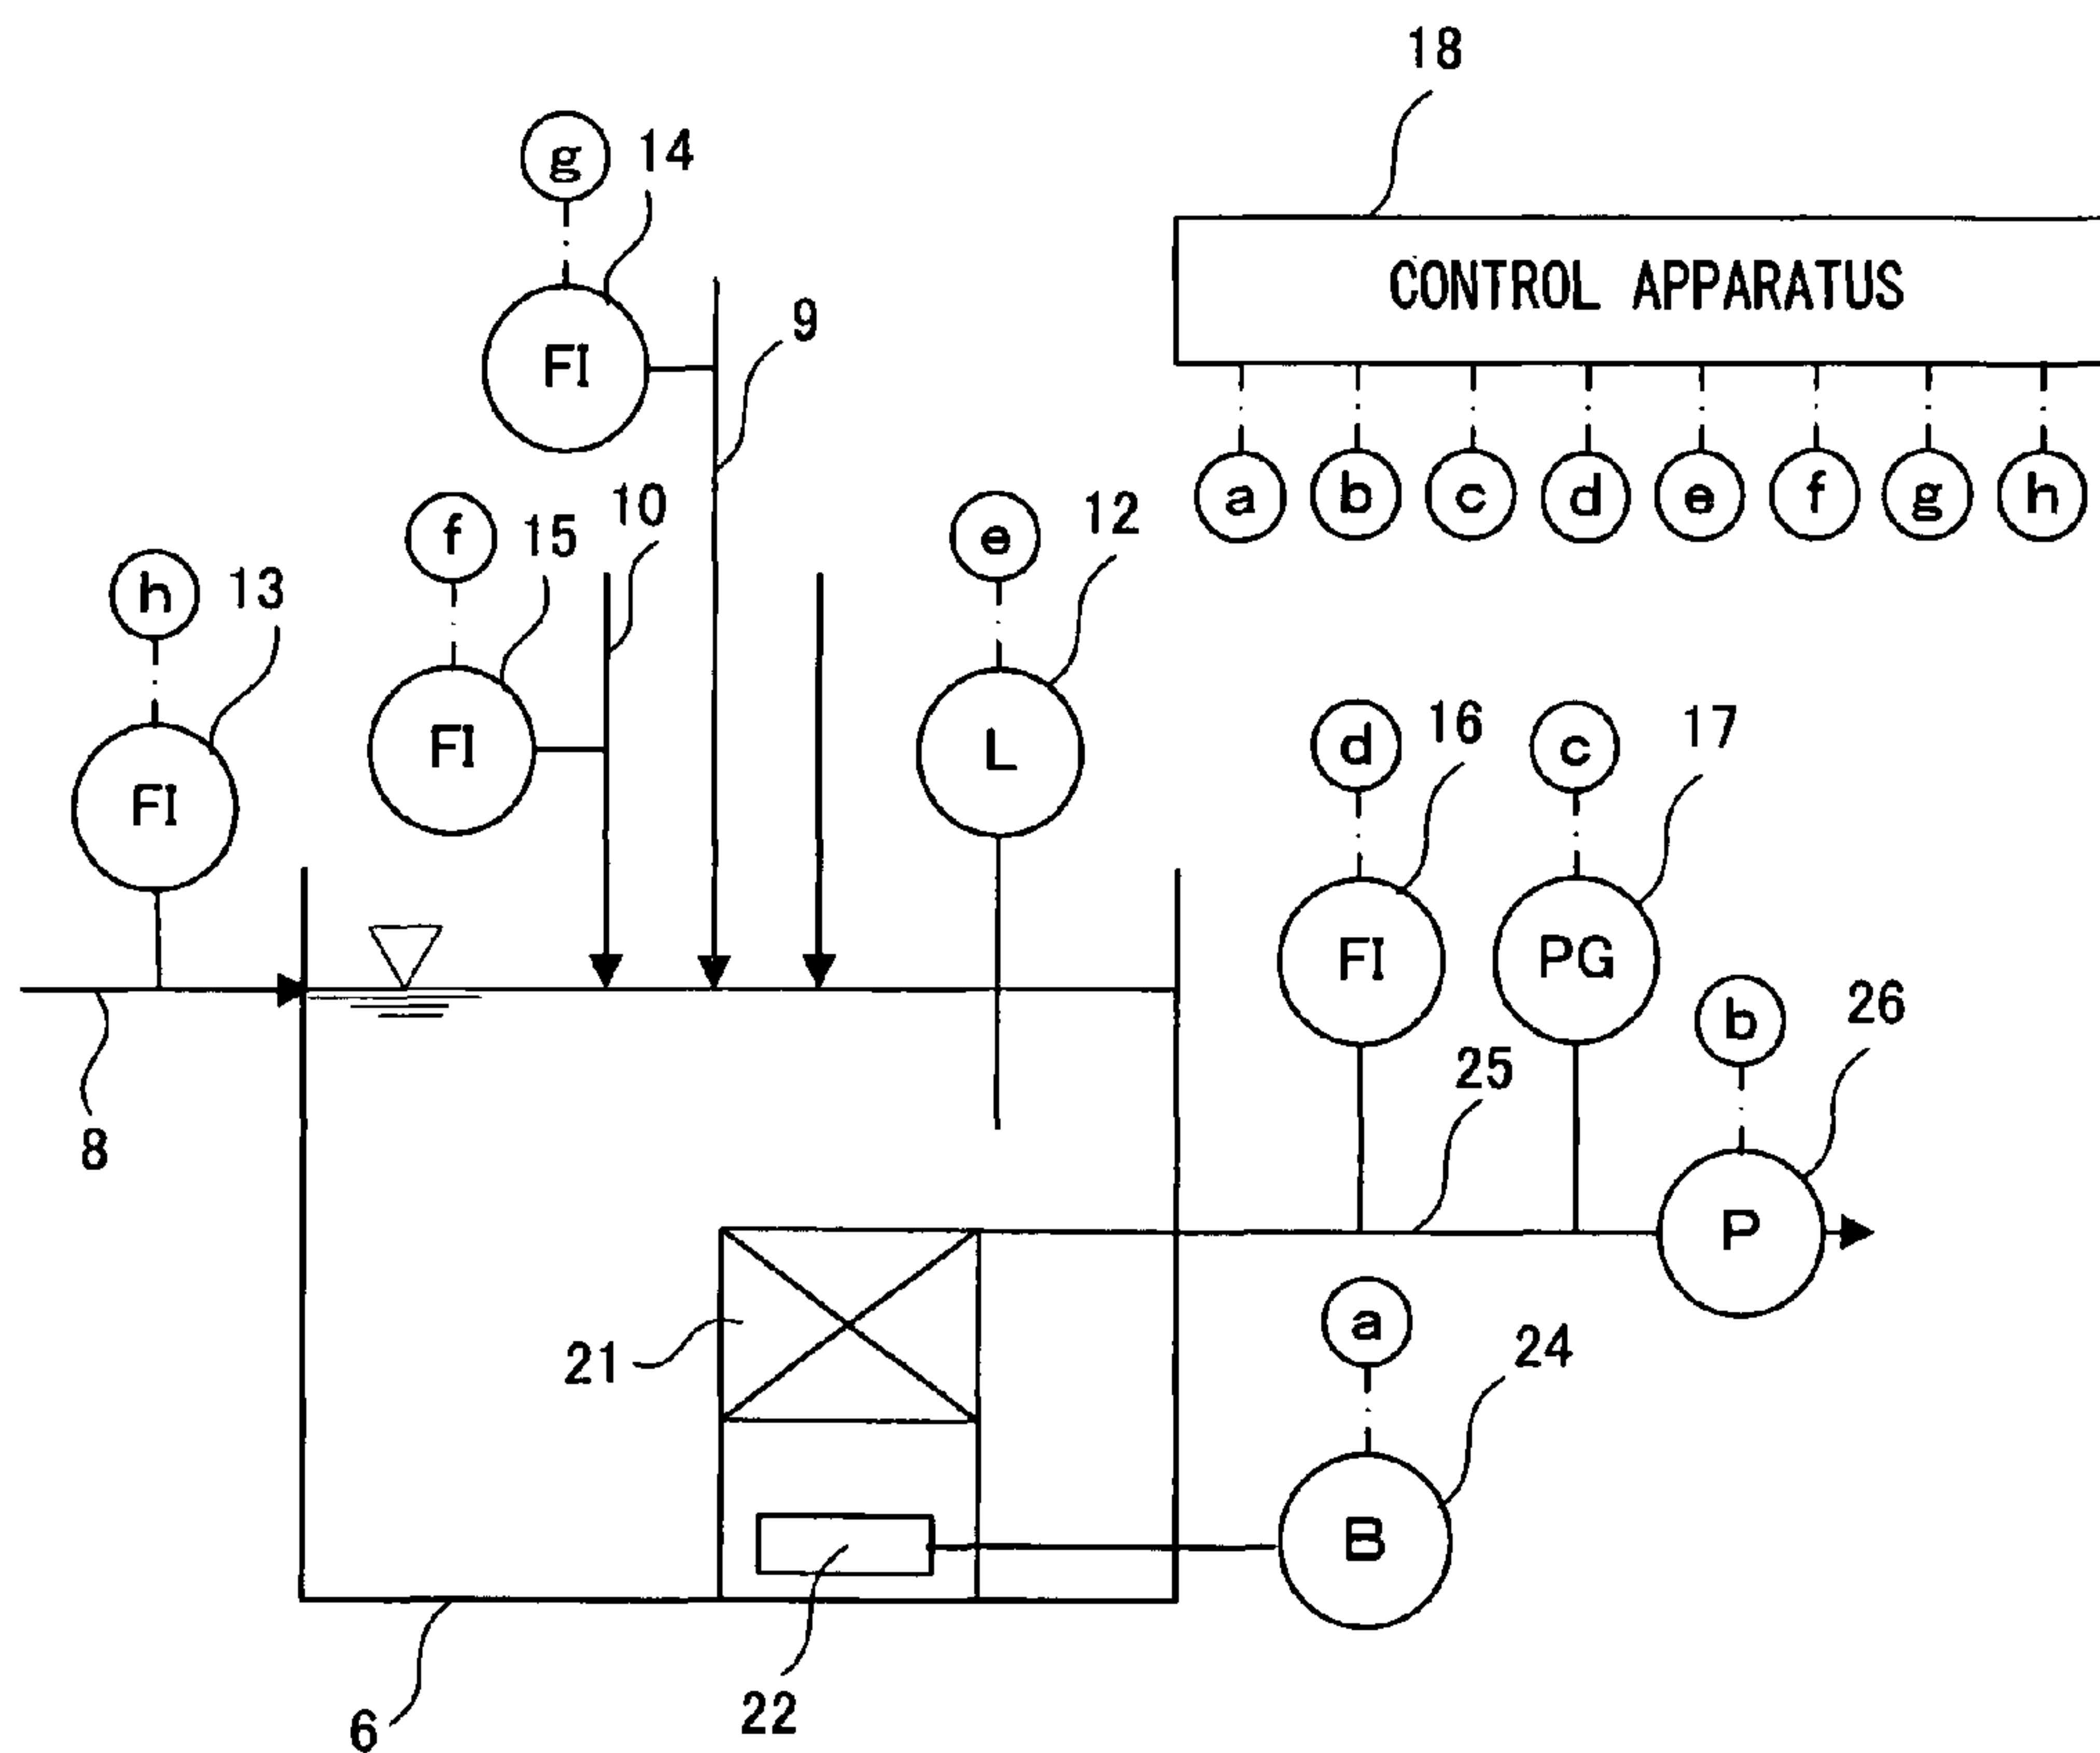 18
g 14
CONTROL APPARATUS
FI
9
a b c d e f g h
10
f 15
e 12
h 13
FI
L
d 16
c 17
FI
FI
PG
b 26
25
8
P
a
21
24
B
22
6